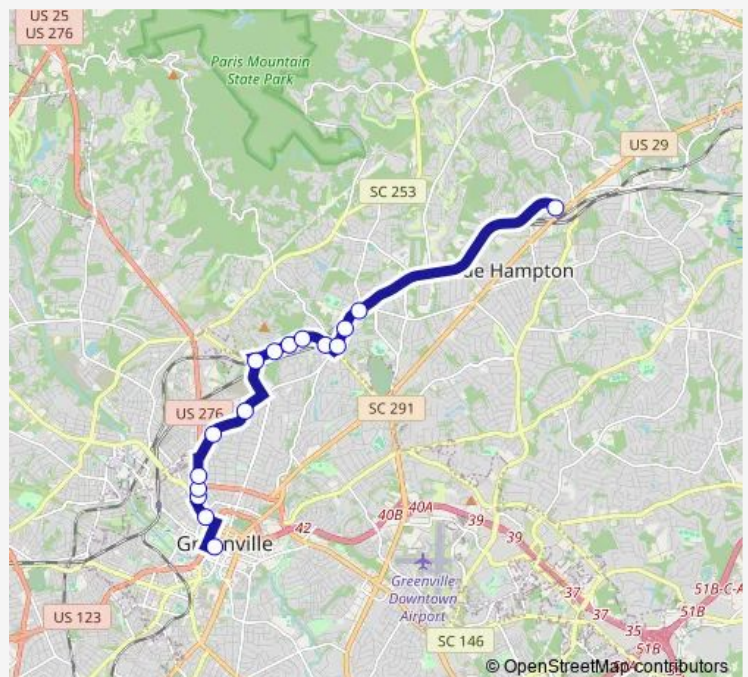 US 25
US 276
Paris Mountain
State Park
US 29
SC 253
de Hampton
US 276
SC 291
40B
40A
39
39
42
Greenville
Greenville
Downtown
Airport
37
37
35
51B-C-A
51B
US 123
SC 146
© OpenStreetMap contributors